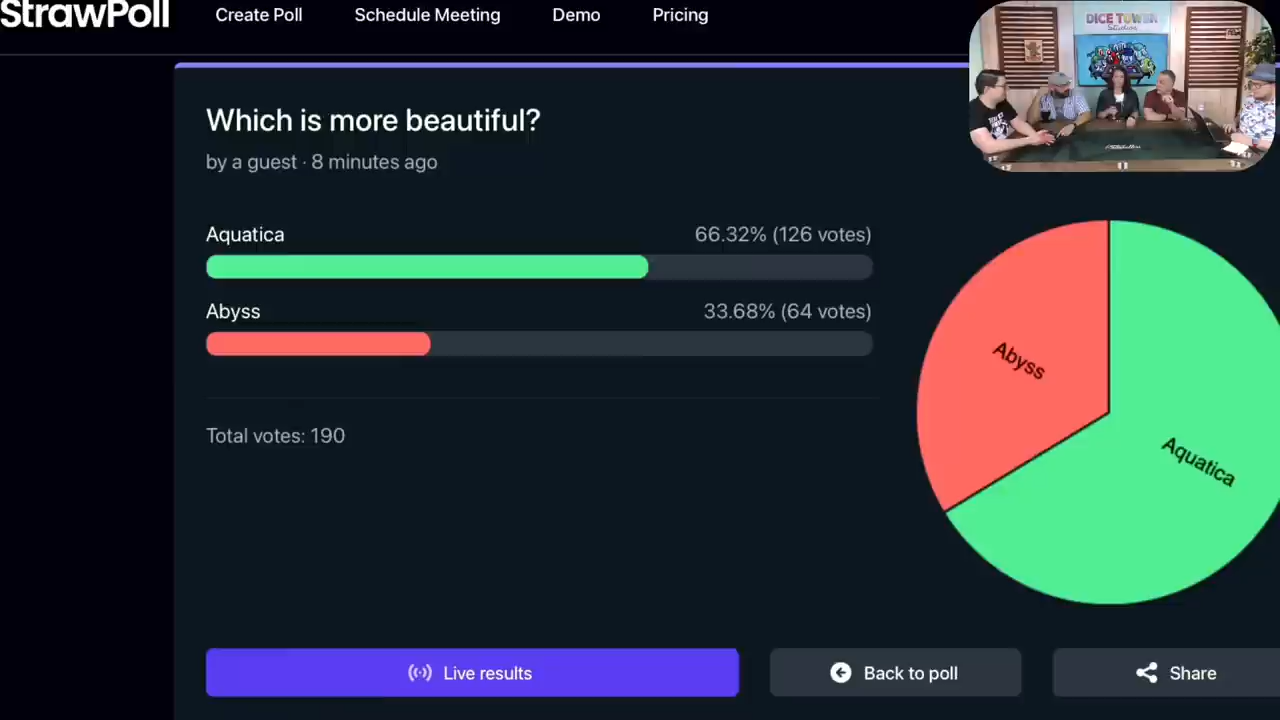 StrawPoll
Create Poll
Schedule Meeting
Demo
Pricing
DICE TOWER
Which is more beautiful?
by a guest · 8 minutes ago
Aquatica
66.32% (126 votes)
Abyss
33.68% (64 votes)
Total votes: 190
Abyss
Aquatica
Live results
Back to poll
Share